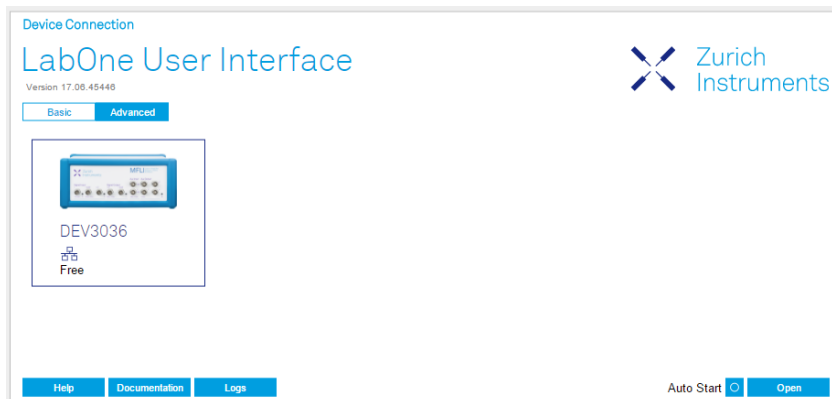 Device Connection
LabOne User Interface
Zurich
Instruments
Version 17.06.45446
Basic
Advanced
MFLI
DEV3036
Free
Help
Documentation
Logs
Auto Start
Open